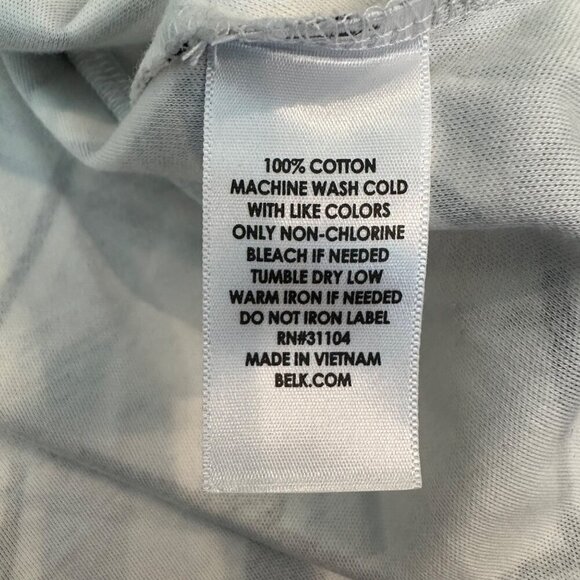 100% COTTON
MACHINE WASH COLD
WITH LIKE COLORS
ONLY NON-CHLORINE
BLEACH IF NEEDED
TUMBLE DRY LOW
WARM IRON IF NEEDED
DO NOT IRON LABEL
RN#31104
MADE IN VIETNAM
BELK.COM